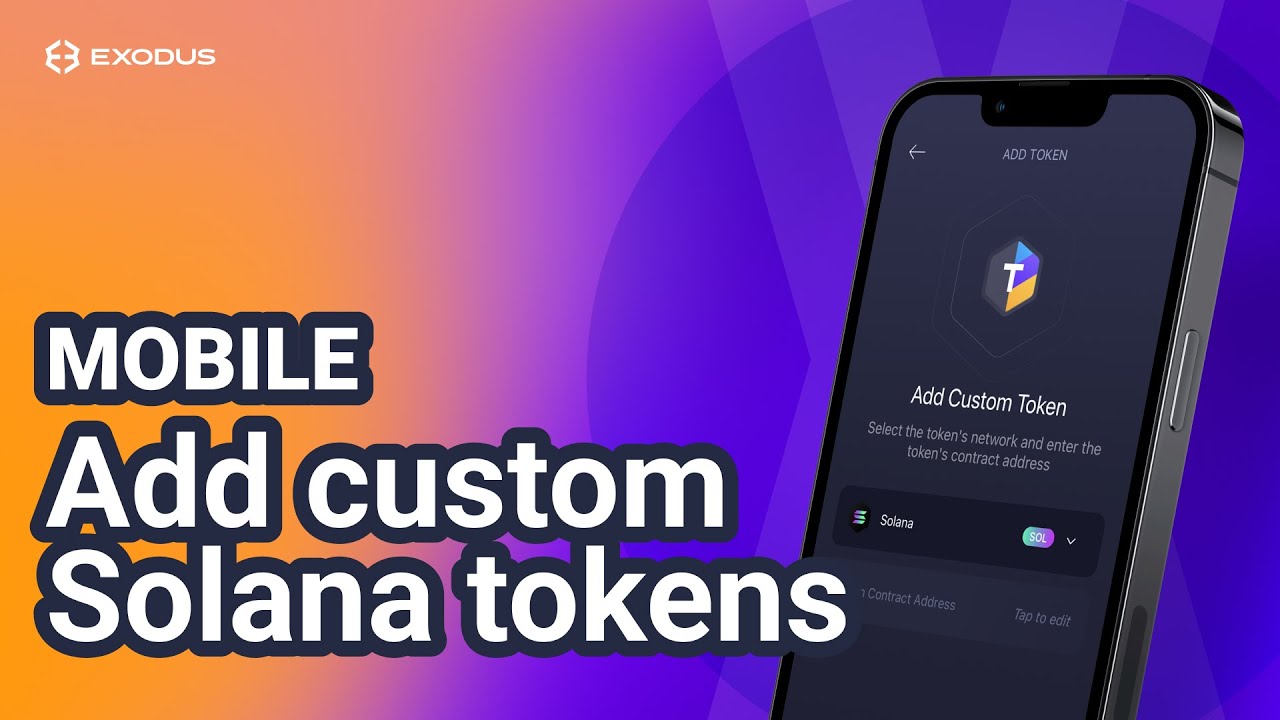 EXODUS
MOBILE
Add custom
Solana tokens
ADD TOKEN
T
Add Custom Token
Select the token's network and enter the
token's contract address
Solana
SOL
Contract Address
Tap to edit